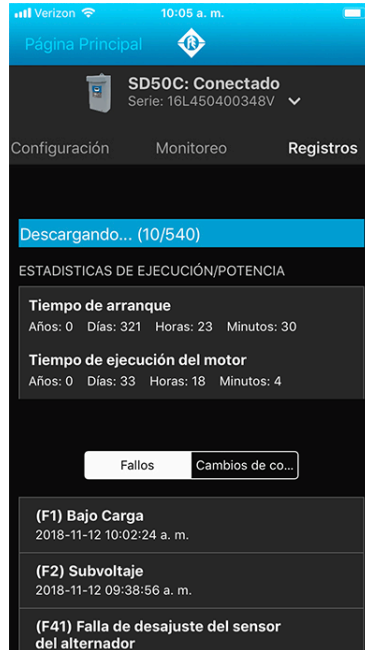 Verizon 10:05 a. m.
Página Principal
SD50C: Conectado
Serie: 16L450400348V
Configuración Monitoreo Registros
Descargando... (10/540)
ESTADISTICAS DE EJECUCIÓN/POTENCIA
Tiempo de arranque
Años: 0 Días: 321 Horas: 23 Minutos: 30
Tiempo de ejecución del motor
Años: 0 Días: 33 Horas: 18 Minutos: 4
Fallos Cambios de co...
(F1) Bajo Carga
2018-11-12 10:02:24 a. m.
(F2) Subvoltaje
2018-11-12 09:38:56 a. m.
(F41) Falla de desajuste del sensor
del alternador